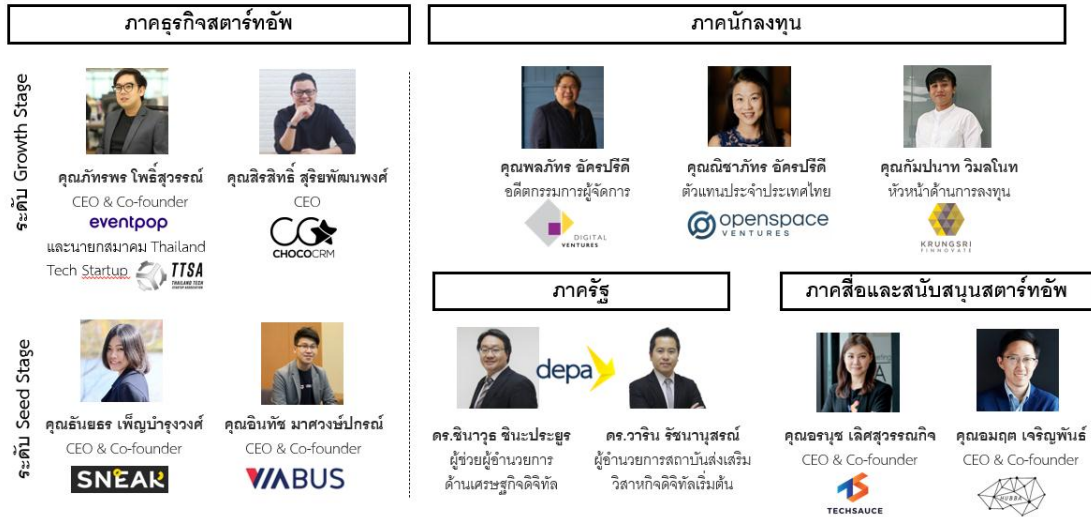 ภาคธุรกิจสตาร์ทอัพ
ระดับ Growth Stage
คุณภัทรพร โพธิ์สุวรรณ์
CEO & Co-founder
eventpop
และนายกสมาคม Thailand
Tech Startup
TTSA
THAILAND TECH
STARTUP ASSOCIATION
คุณสิรสิทธิ์ สุริยพัฒนพงศ์
CEO
CHOCOCRM
ระดับ Seed Stage
คุณธันยธร เพ็ญบำรุงวงศ์
CEO & Co-founder
SNEAK
คุณอินทัช มาศวงษ์ปกรณ์
CEO & Co-founder
VIABUS
ภาคนักลงทุน
คุณพลภัทร อัครปรีดี
อดีตกรรมการผู้จัดการ
DIGITAL
VENTURES
คุณณิชาภัทร อัครปรีดี
ตัวแทนประจำประเทศไทย
openspace
VENTURES
คุณกัมปนาท วิมลโนท
หัวหน้าด้านการลงทุน
KRUNGSRI
FINNOVATE
ภาครัฐ
depa
ดร.ชินาวุธ ชินะประยูร
ผู้ช่วยผู้อำนวยการ
ด้านเศรษฐกิจดิจิทัล
ดร.วาริน รัชนานุสรณ์
ผู้อำนวยการสถาบันส่งเสริม
วิสาหกิจดิจิทัลเริ่มต้น
ภาคสื่อและสนับสนุนสตาร์ทอัพ
คุณอรนุช เลิศสุวรรณกิจ
CEO & Co-founder
TECHSAUCE
คุณอมฤต เจริญพันธ์
CEO & Co-founder
HUBBA